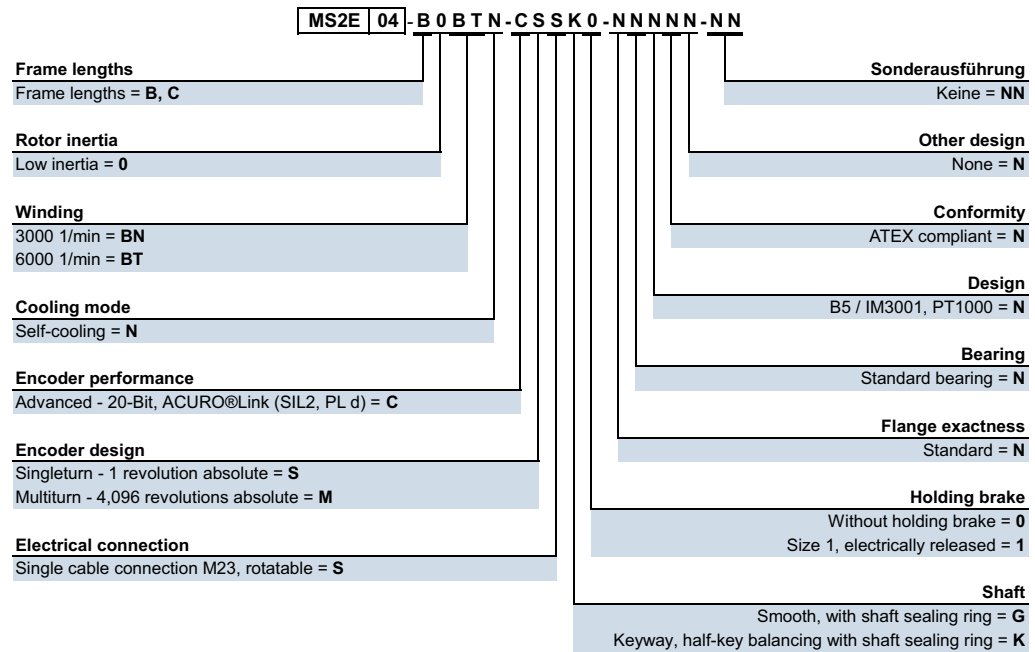 MS2E 04 - B 0 B T N - C S S K 0 - N N N N N - N N
Frame lengths
Frame lengths = B, C
Rotor inertia
Low inertia = 0
Winding
3000 1/min = BN
6000 1/min = BT
Cooling mode
Self-cooling = N
Encoder performance
Advanced - 20-Bit, ACURO®Link (SIL2, PL d) = C
Encoder design
Singleturn - 1 revolution absolute = S
Multiturn - 4,096 revolutions absolute = M
Electrical connection
Single cable connection M23, rotatable = S
Sonderausführung
Keine = NN
Other design
None = N
Conformity
ATEX compliant = N
Design
B5 / IM3001, PT1000 = N
Bearing
Standard bearing = N
Flange exactness
Standard = N
Holding brake
Without holding brake = 0
Size 1, electrically released = 1
Shaft
Smooth, with shaft sealing ring = G
Keyway, half-key balancing with shaft sealing ring = K